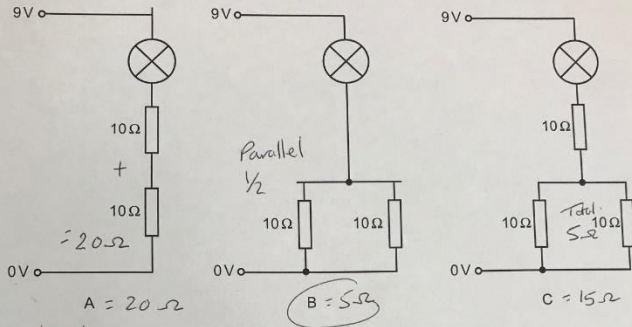 9V
10Ω
+
10Ω
= 20Ω
0V
A = 20Ω
9V
Parallel
1/2
10Ω 10Ω
0V
B = 5Ω
9V
10Ω
10Ω Total: 10Ω
5Ω
0V
C = 15Ω